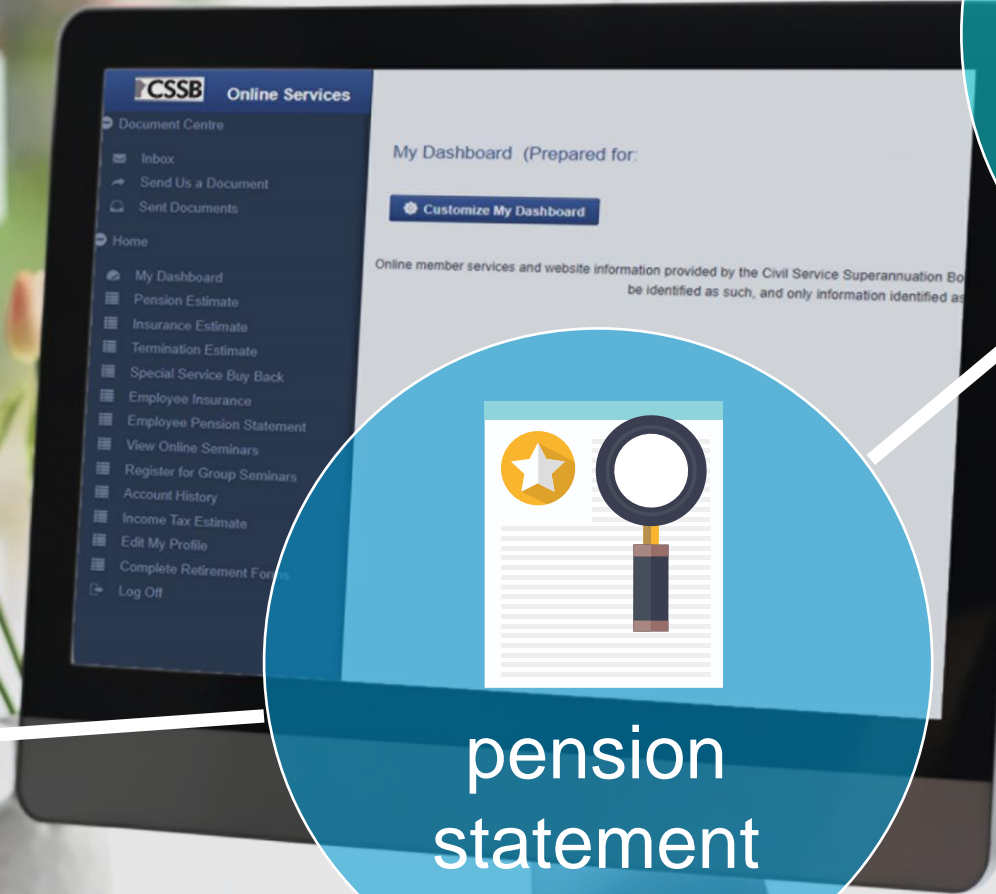 CSSB Online Services
Document Centre
Inbox
Send Us a Document
Sent Documents
Home
My Dashboard
Pension Estimate
Insurance Estimate
Termination Estimate
Special Service Buy Back
Employee Insurance
Employee Pension Statement
View Online Seminars
Register for Group Seminars
Account History
Income Tax Estimate
Edit My Profile
Complete Retirement Forms
Log Off
My Dashboard (Prepared for:
Customize My Dashboard
Online member services and website information provided by the Civil Service Superannuation Bo
be identified as such, and only information identified as
pension
statement